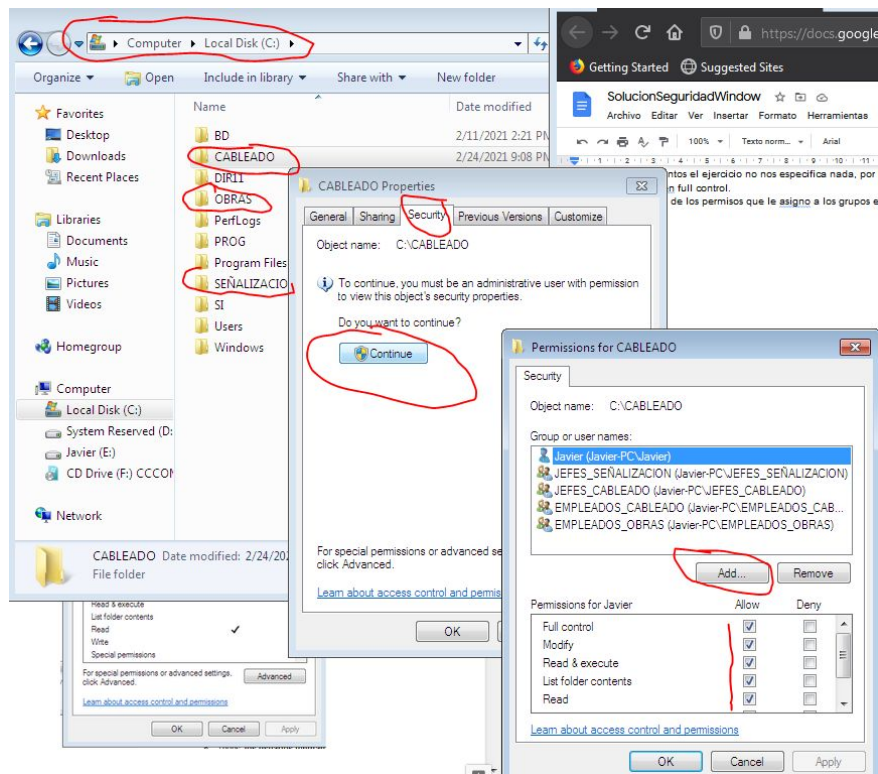 Computer ▸ Local Disk (C:) ▸
Organize ▾ Open Include in library ▾ Share with ▾ New folder
Favorites
Desktop
Downloads
Recent Places
Libraries
Documents
Music
Pictures
Videos
Homegroup
Computer
Local Disk (C:)
System Reserved (D:
Javier (E:)
CD Drive (F:)
Network
Name Date modified
BD 2/11/2021 2:21 PM
CABLEADO 2/24/2021 9:08 PM
DIR11
OBRAS
PerfLogs
PROG
Program Files
SEÑALIZACIO
SI
Users
Windows
CABLEADO Date modified: 2/24/202
File folder
https://docs.google
Getting Started Suggested Sites
SolucionSeguridadWindow
Archivo Editar Ver Insertar Formato Herramientas
100% Texto norm... Arial
ntos el ejercicio no nos especifica nada, por
n full control.
de los permisos que le asigno a los grupos e
CABLEADO Properties
General Sharing Security Previous Versions Customize
Object name: C:\CABLEADO
To continue, you must be an administrative user with permission
to view this object's security properties.
Do you want to continue?
Continue
For special permissions or advanced se
click Advanced.
Learn about access control and permis
OK
Permissions for CABLEADO
Security
Object name: C:\CABLEADO
Group or user names:
Javier (Javier-PC\Javier)
JEFES_SEÑALIZACION (Javier-PC\JEFES_SEÑALIZACION)
JEFES_CABLEADO (Javier-PC\JEFES_CABLEADO)
EMPLEADOS_CABLEADO (Javier-PC\EMPLEADOS_CAB...
EMPLEADOS_OBRAS (Javier-PC\EMPLEADOS_OBRAS)
Add... Remove
Permissions for Javier Allow Deny
Full control
Modify
Read & execute
List folder contents
Read
Learn about access control and permissions
OK Cancel Apply
Read & execute
List folder contents
Read
Write
Special permissions
For special permissions or advanced settings,
click Advanced.
Advanced
Learn about access control and permissions
OK Cancel Apply